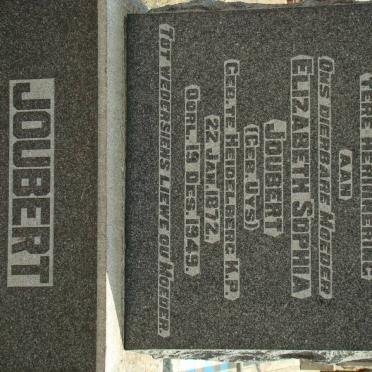 TERE HERINNERING
AAN
ONS DIERBARE MOEDER
ELIZABETH SOPHIA
JOUBERT
(GEB. UYS)
GEB. TE HEIDELBERG K.P.
22 JAN. 1872
OORL. 19 DES. 1949.
TOT WEDERSIENS LIEWE OU MOEDER.
JOUBERT